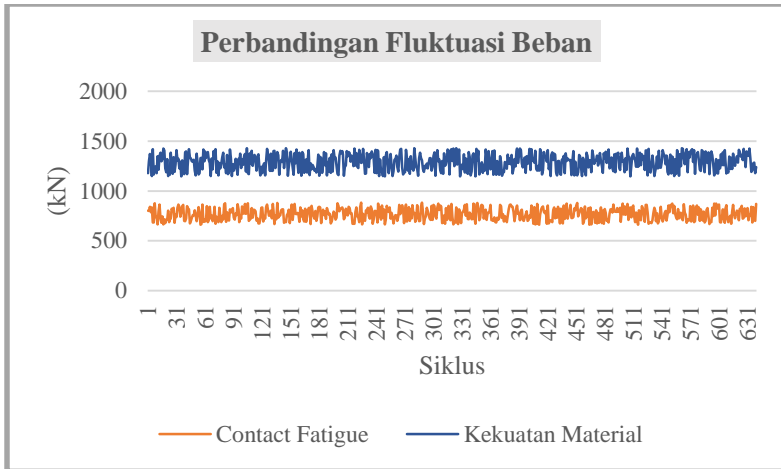 Perbandingan Fluktuasi Beban
2000
1500
1000
500
0
(kN)
1 31 61 91 121 151 181 211 241 271 301 331 361 391 421 451 481 511 541 571 601 631
Siklus
Contact Fatigue Kekuatan Material